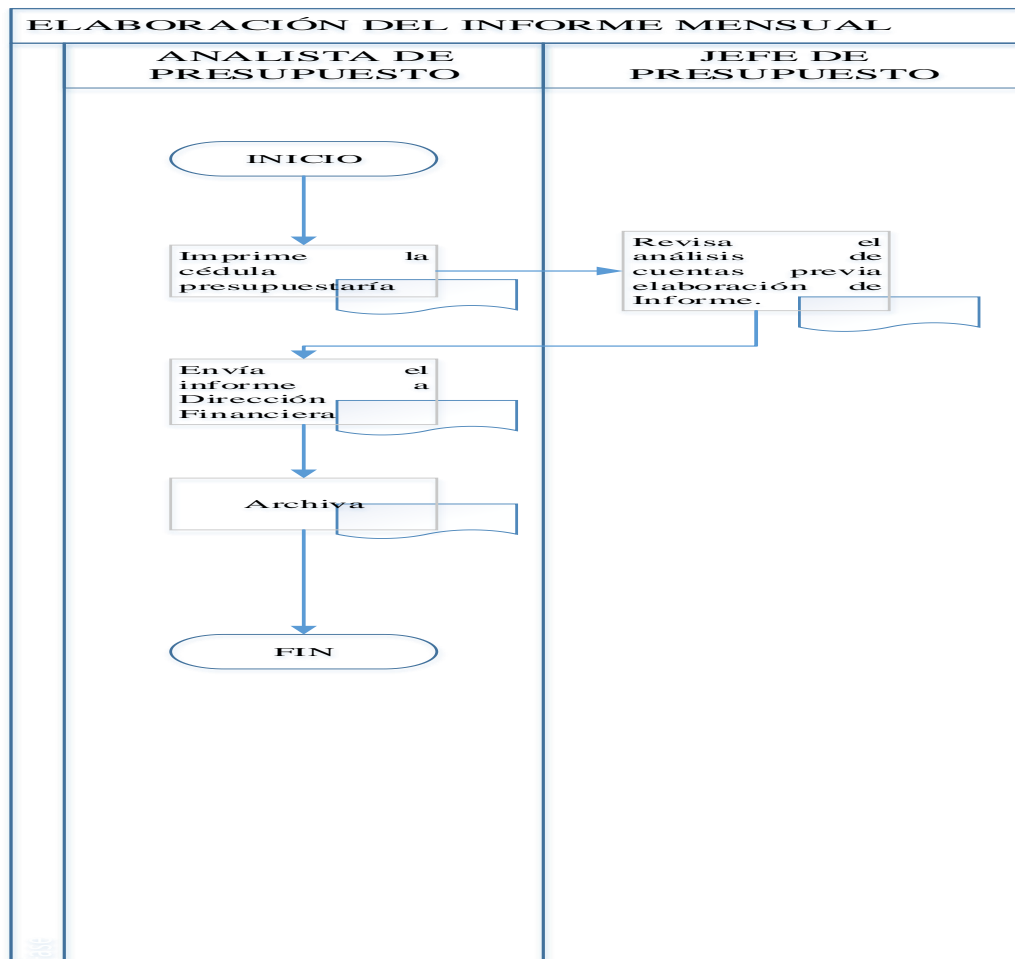 ELABORACIÓN DEL INFORME MENSUAL
ANALISTA DE
PRESUPUESTO
JEFE DE
PRESUPUESTO
INICIO
Imprime la
cédula
presupuestaría
Revisa el
análisis de
cuentas previa
elaboración de
Informe.
Envía el
informe a
Dirección
Financiera
Archiva
FIN